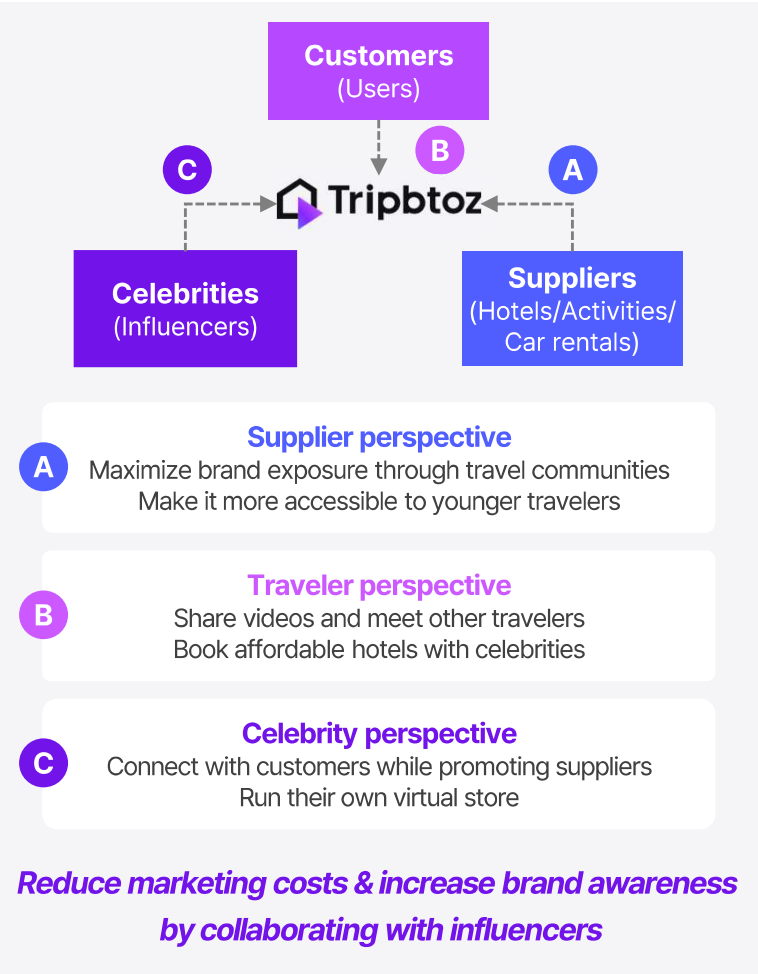 Customers
(Users)
C
B
A
Tripbtoz
Celebrities
(Influencers)
Suppliers
(Hotels/Activities/
Car rentals)
A
Supplier perspective
Maximize brand exposure through travel communities
Make it more accessible to younger travelers
B
Traveler perspective
Share videos and meet other travelers
Book affordable hotels with celebrities
C
Celebrity perspective
Connect with customers while promoting suppliers
Run their own virtual store
Reduce marketing costs & increase brand awareness
by collaborating with influencers